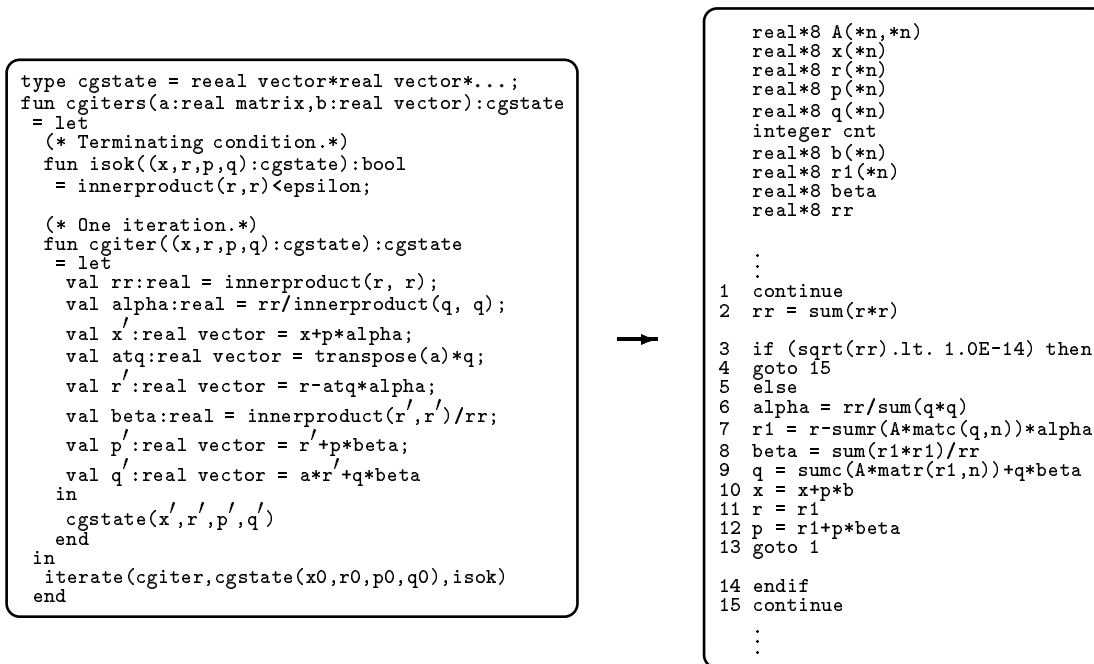 type cgstate = reeal vector*real vector*...;
fun cgiters(a:real matrix,b:real vector):cgstate
= let
(* Terminating condition.*)
fun isok((x,r,p,q):cgstate):bool
= innerproduct(r,r)<epsilon;
(* One iteration.*)
fun cgiter((x,r,p,q):cgstate):cgstate
= let
val rr:real = innerproduct(r, r);
val alpha:real = rr/innerproduct(q, q);
val x':real vector = x+p*alpha;
val atq:real vector = transpose(a)*q;
val r':real vector = r-atq*alpha;
val beta:real = innerproduct(r',r')/rr;
val p':real vector = r'+p*beta;
val q':real vector = a*r'+q*beta
in
cgstate(x',r',p',q')
end
in
iterate(cgiter,cgstate(x0,r0,p0,q0),isok)
end
real*8 A(*n,*n)
real*8 x(*n)
real*8 r(*n)
real*8 p(*n)
real*8 q(*n)
integer cnt
real*8 b(*n)
real*8 r1(*n)
real*8 beta
real*8 rr
⋮
1 continue
2 rr = sum(r*r)
3 if (sqrt(rr).lt. 1.0E-14) then
4 goto 15
5 else
6 alpha = rr/sum(q*q)
7 r1 = r-sumr(A*matc(q,n))*alpha
8 beta = sum(r1*r1)/rr
9 q = sumc(A*matr(r1,n))+q*beta
10 x = x+p*b
11 r = r1
12 p = r1+p*beta
13 goto 1
14 endif
15 continue
⋮